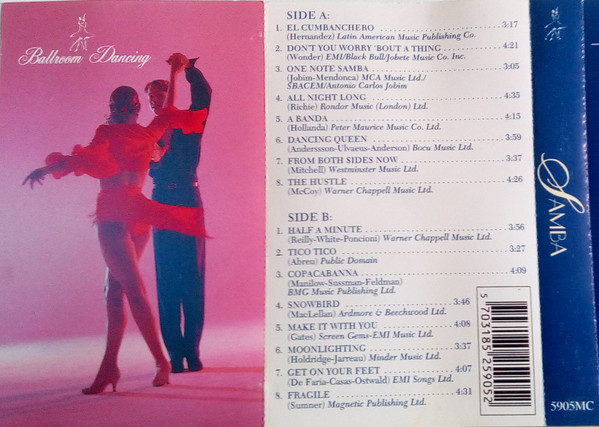 Ballroom Dancing
SIDE A:
1. EL CUMBANCHERO 3:17
(Hernandez) Latin American Music Publishing Co.
2. DON'T YOU WORRY 'BOUT A THING 4:21
(Wonder) EMI/Black Bull/Jobete Music Co. Inc.
3. ONE NOTE SAMBA 3:05
(Jobim-Mendonca) MCA Music Ltd./
SBACEM/Antonio Carlos Jobim
4. ALL NIGHT LONG 4:35
(Richie) Rondor Music (London) Ltd.
5. A BANDA 4:15
(Hollanda) Peter Maurice Music Co. Ltd.
6. DANCING QUEEN 3:59
(Anderssson-Ulvaeus-Anderson) Bocu Music Ltd.
7. FROM BOTH SIDES NOW 3:37
(Mitchell) Westminster Music Ltd.
8. THE HUSTLE 4:26
(McCoy) Warner Chappell Music Ltd.
SIDE B:
1. HALF A MINUTE 3:56
(Reilly-White-Poncioni) Warner Chappell Music Ltd.
2. TICO TICO 3:27
(Abreu) Public Domain
3. COPACABANNA 4:09
(Manilow-Sussman-Feldman)
BMG Music Publishing Ltd.
4. SNOWBIRD 3:46
(MacLellan) Ardmore & Beechwood Ltd.
5. MAKE IT WITH YOU 4:08
(Gates) Screen Gems-EMI Music Ltd.
6. MOONLIGHTING 3:37
(Holdridge-Jarreau) Minder Music Ltd.
7. GET ON YOUR FEET 4:07
(De Faria-Casas-Ostwald) EMI Songs Ltd.
8. FRAGILE 4:31
(Sumner) Magnetic Publishing Ltd.
5 703185 259052
SAMBA
5905MC